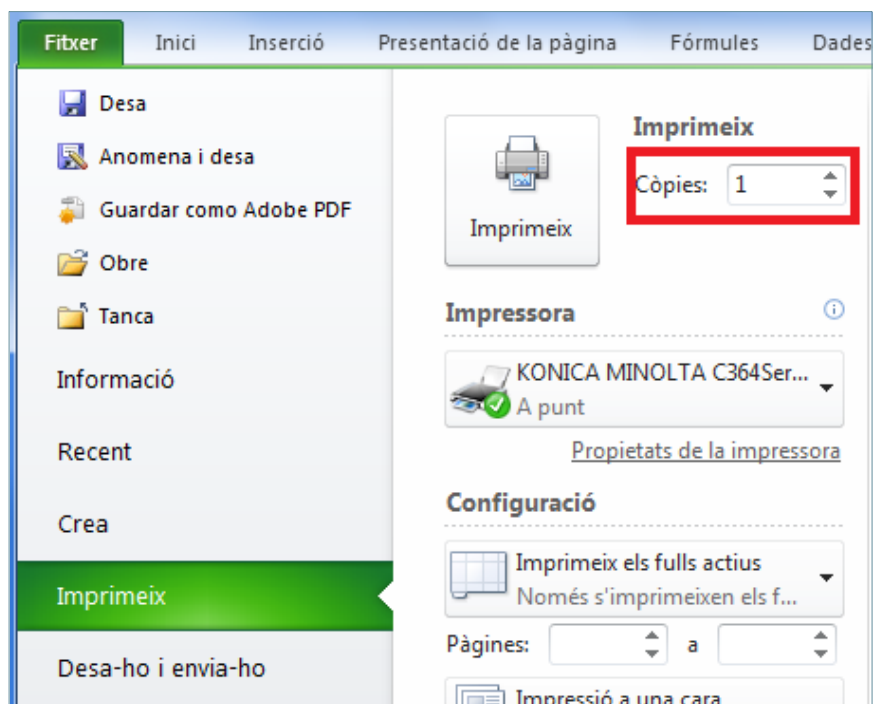 Fitxer Inici Inserció Presentació de la pàgina Fórmules Dades
Desa
Anomena i desa
Guardar como Adobe PDF
Obre
Tanca
Informació
Recent
Crea
Imprimeix
Desa-ho i envia-ho
Imprimeix
Imprimeix
Còpies: 1
Impressora
KONICA MINOLTA C364Ser...
A punt
Propietats de la impressora
Configuració
Imprimeix els fulls actius
Només s'imprimeixen els f...
Pàgines: a
Impressió a una cara